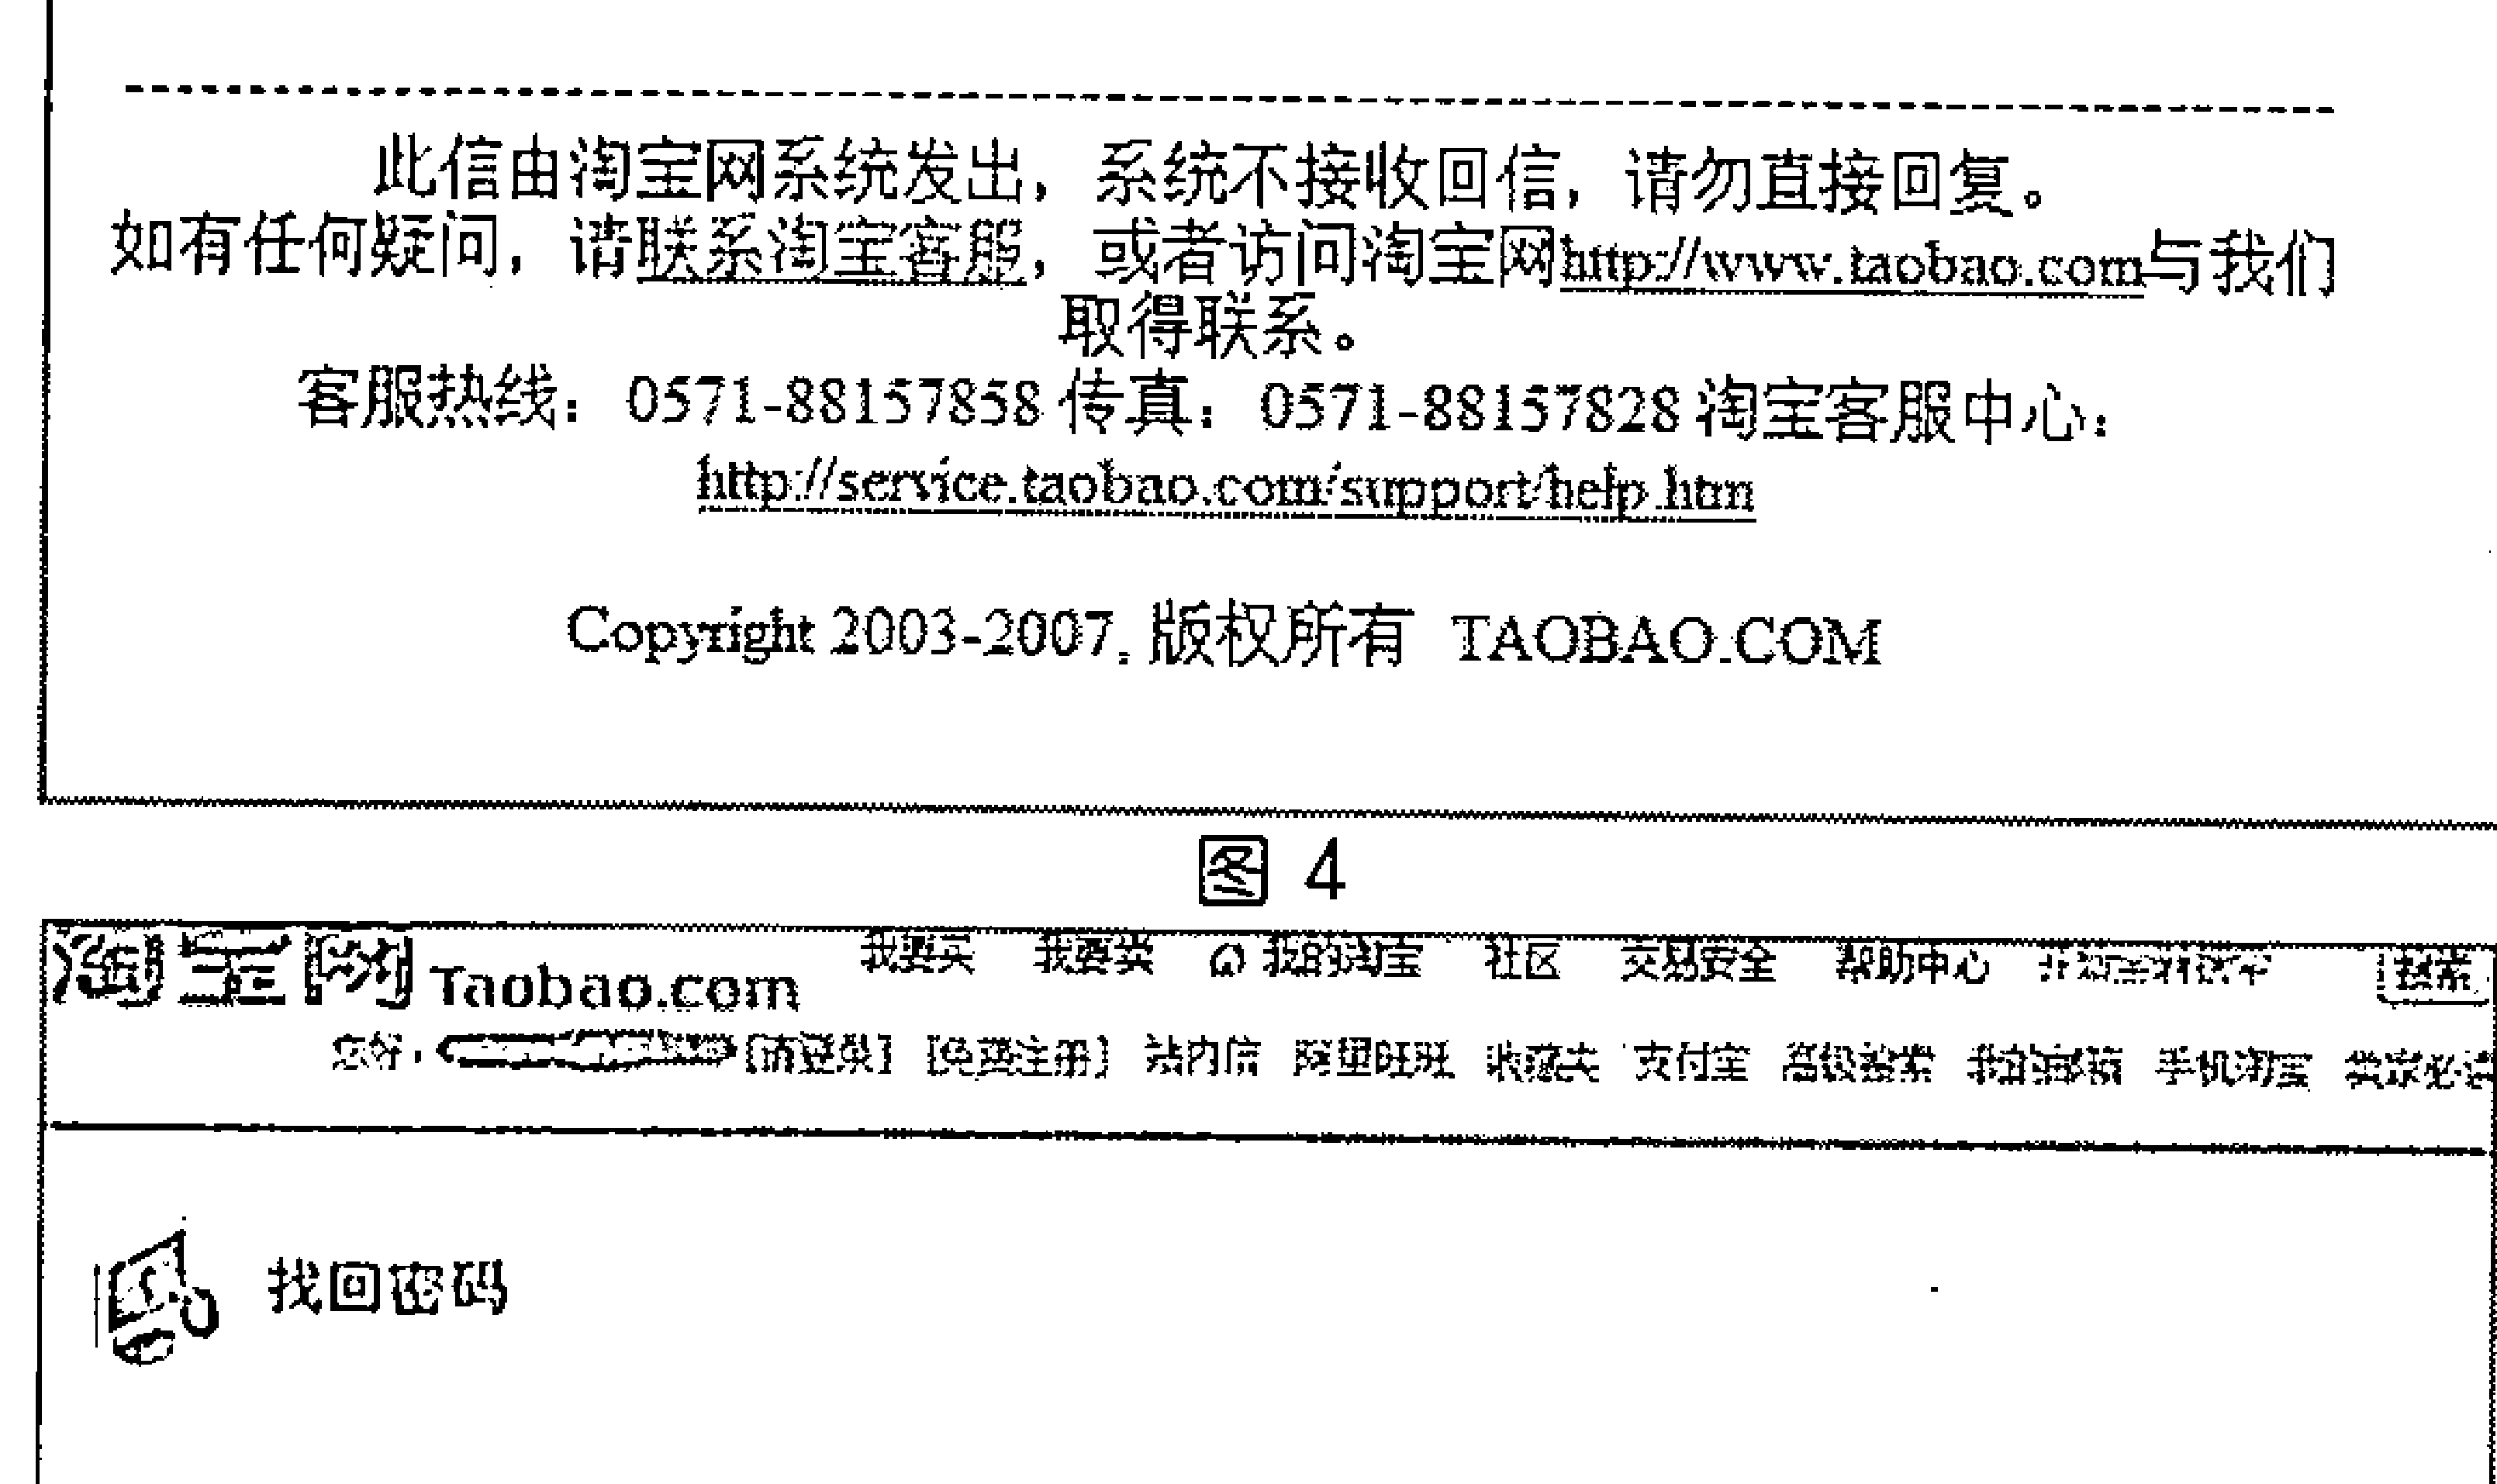 此信由淘宝网系统发出，系统不接收回信，请勿直接回复。
如有任何疑问，请联系淘宝客服，或者访问淘宝网http://www.taobao.com与我们
取得联系。
客服热线：0571-88157858 传真：0571-88157828 淘宝客服中心：
http://service.taobao.com/support/help.htm
Copyright 2003-2007, 版权所有 TAOBAO.COM
图 4
淘宝网 Taobao.com 我要买 我要卖 我的淘宝 社区 交易安全 帮助中心 搜索
您好, [免费注册] 站内信 阿里旺旺 收藏夹 支付宝 高级搜索 我的邮箱 手机淘宝
找回密码